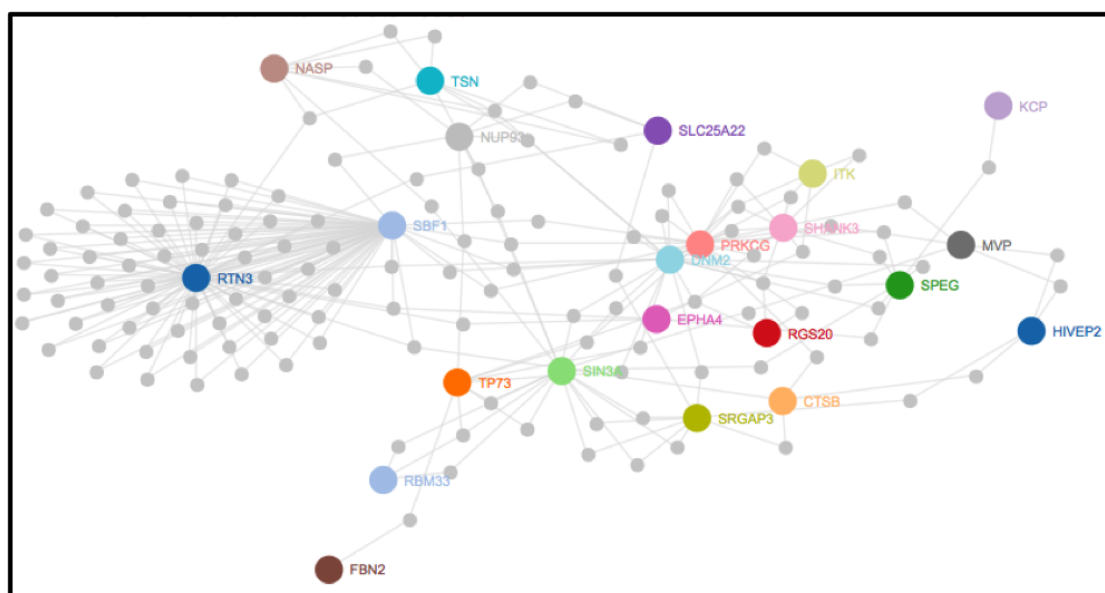 NASP
TSN
KCP
SLC25A22
NUP93
ITK
SBF1
SHANK3
PRKCG
MVP
DNM2
RTN3
SPEG
EPHA4
RGS20
HIVEP2
SIN3A
TP73
CTSB
SRGAP3
RBM33
FBN2